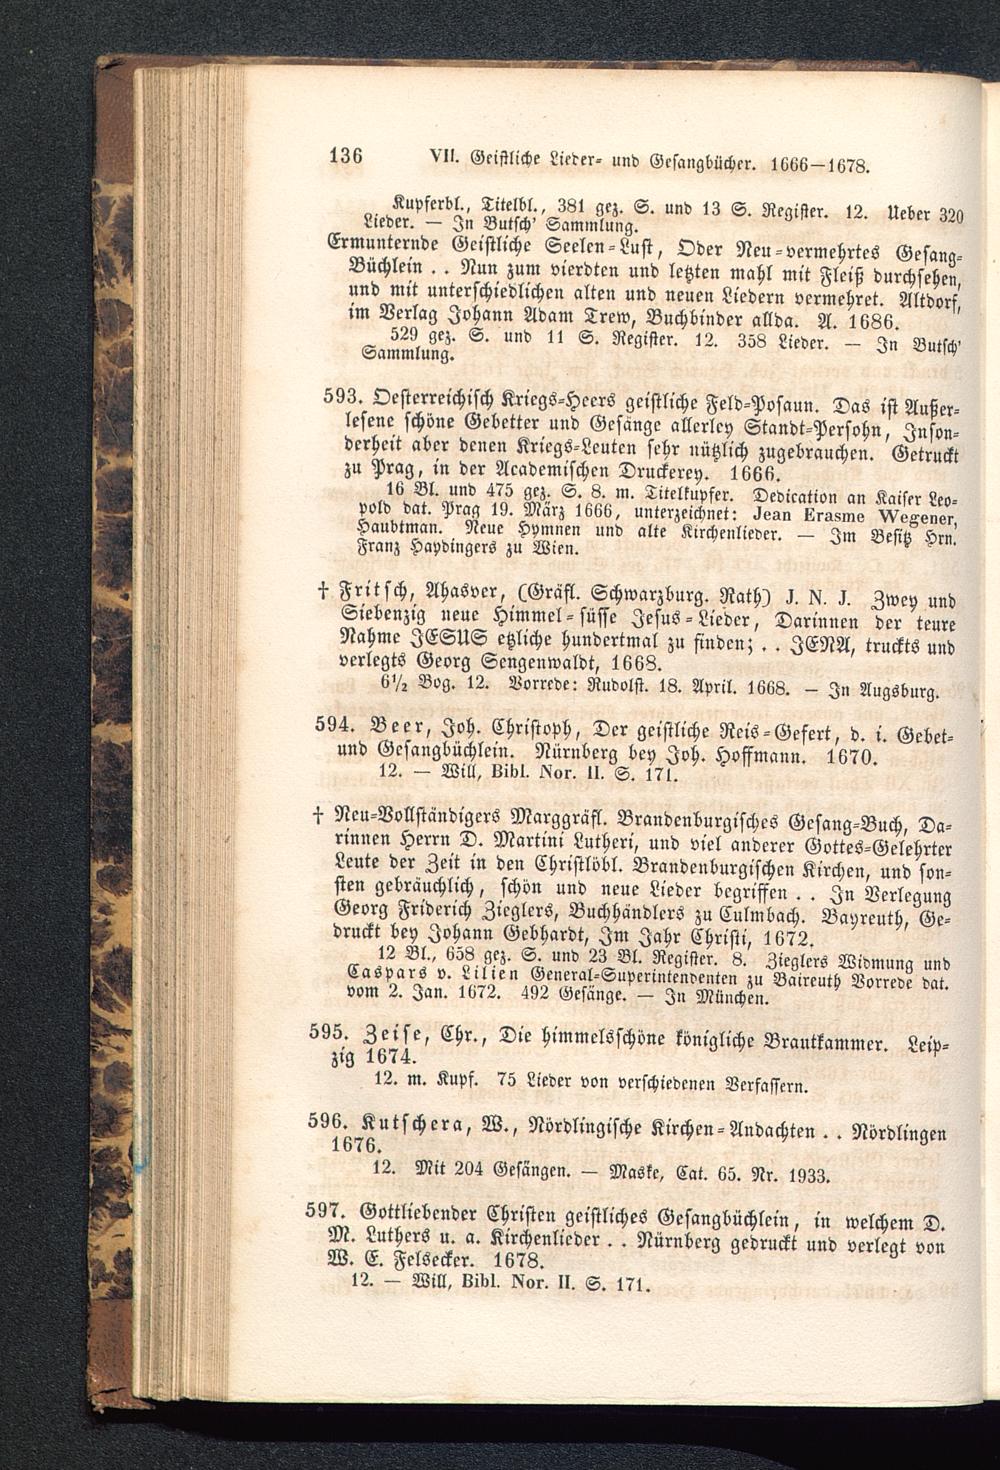 136 VII. Geistliche Lieder= und Gesangbücher. 1666—1678.
Kupferbl., Titelbl., 381 gez. S. und 13 S. Register. 12. Ueber 320
Lieder. — In Butsch' Sammlung.
Ermunternde Geistliche Seelen=Lust, Oder Neu=vermehrtes Gesang=
Büchlein . . Nun zum vierdten und letzten mahl mit Fleiß durchsehen,
und mit unterschiedlichen alten und neuen Liedern vermehret. Altdorf,
im Verlag Johann Adam Trew, Buchbinder allda. A. 1686.
529 gez. S. und 11 S. Register. 12. 358 Lieder. — In Butsch'
Sammlung.
593. Oesterreichisch Kriegs=Heers geistliche Feld=Posaun. Das ist Außer=
lesene schöne Gebetter und Gesänge allerley Standt=Persohn, Inson=
derheit aber denen Kriegs=Leuten sehr nützlich zugebrauchen. Getruckt
zu Prag, in der Academischen Druckerey. 1666.
16 Bl. und 475 gez. S. 8. m. Titelkupfer. Dedication an Kaiser Leo=
pold dat. Prag 19. März 1666, unterzeichnet: Jean Erasme Wegener,
Haubtman. Neue Hymnen und alte Kirchenlieder. — Im Besitz Hrn.
Franz Haydingers zu Wien.
† Fritsch, Ahasver, (Gräfl. Schwarzburg. Rath) J. N. J. Zwey und
Siebenzig neue Himmel=süsse Jesus=Lieder, Darinnen der teure
Nahme JESUS etzliche hundertmal zu finden; . . JENA, truckts und
verlegts Georg Sengenwaldt, 1668.
6½ Bog. 12. Vorrede: Rudolst. 18. April. 1668. — In Augsburg.
594. Beer, Joh. Christoph, Der geistliche Reis=Gefert, d. i. Gebet=
und Gesangbüchlein. Nürnberg bey Joh. Hoffmann. 1670.
12. — Will, Bibl. Nor. II. S. 171.
† Neu=Vollständigers Marggräfl. Brandenburgisches Gesang=Buch, Da=
rinnen Herrn D. Martini Lutheri, und viel anderer Gottes=Gelehrter
Leute der Zeit in den Christlöbl. Brandenburgischen Kirchen, und son=
sten gebräuchlich, schön und neue Lieder begriffen . . In Verlegung
Georg Friderich Zieglers, Buchhändlers zu Culmbach. Bayreuth, Ge=
druckt bey Johann Gebhardt, Im Jahr Christi, 1672.
12 Bl., 658 gez. S. und 23 Bl. Register. 8. Zieglers Widmung und
Caspars v. Lilien General=Superintendenten zu Baireuth Vorrede dat.
vom 2. Jan. 1672. 492 Gesänge. — In München.
595. Zeise, Chr., Die himmelsschöne königliche Brautkammer. Leip=
zig 1674.
12. m. Kupf. 75 Lieder von verschiedenen Verfassern.
596. Kutschera, W., Nördlingische Kirchen=Andachten . . Nördlingen
1676.
12. Mit 204 Gesängen. — Maske, Cat. 65. Nr. 1933.
597. Gottliebender Christen geistliches Gesangbüchlein, in welchem D.
M. Luthers u. a. Kirchenlieder . . Nürnberg gedruckt und verlegt von
W. E. Felsecker. 1678.
12. — Will, Bibl. Nor. II. S. 171.